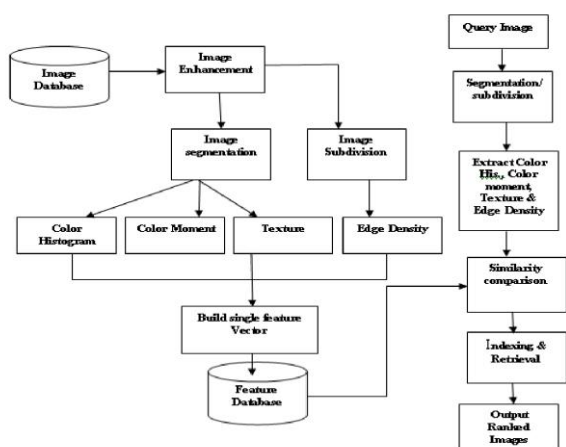 Query Image
Image
Database
Image
Enhancement
Segmentation/
subdivision
Image
segmentation
Image
Subdivision
Extract Color
His., Color
moment,
Texture &
Edge Density
Color
Histogram
Color Moment
Texture
Edge Density
Similarity
comparison
Build single feature
Vector
Indexing &
Retrieval
Feature
Database
Output
Ranked
Images